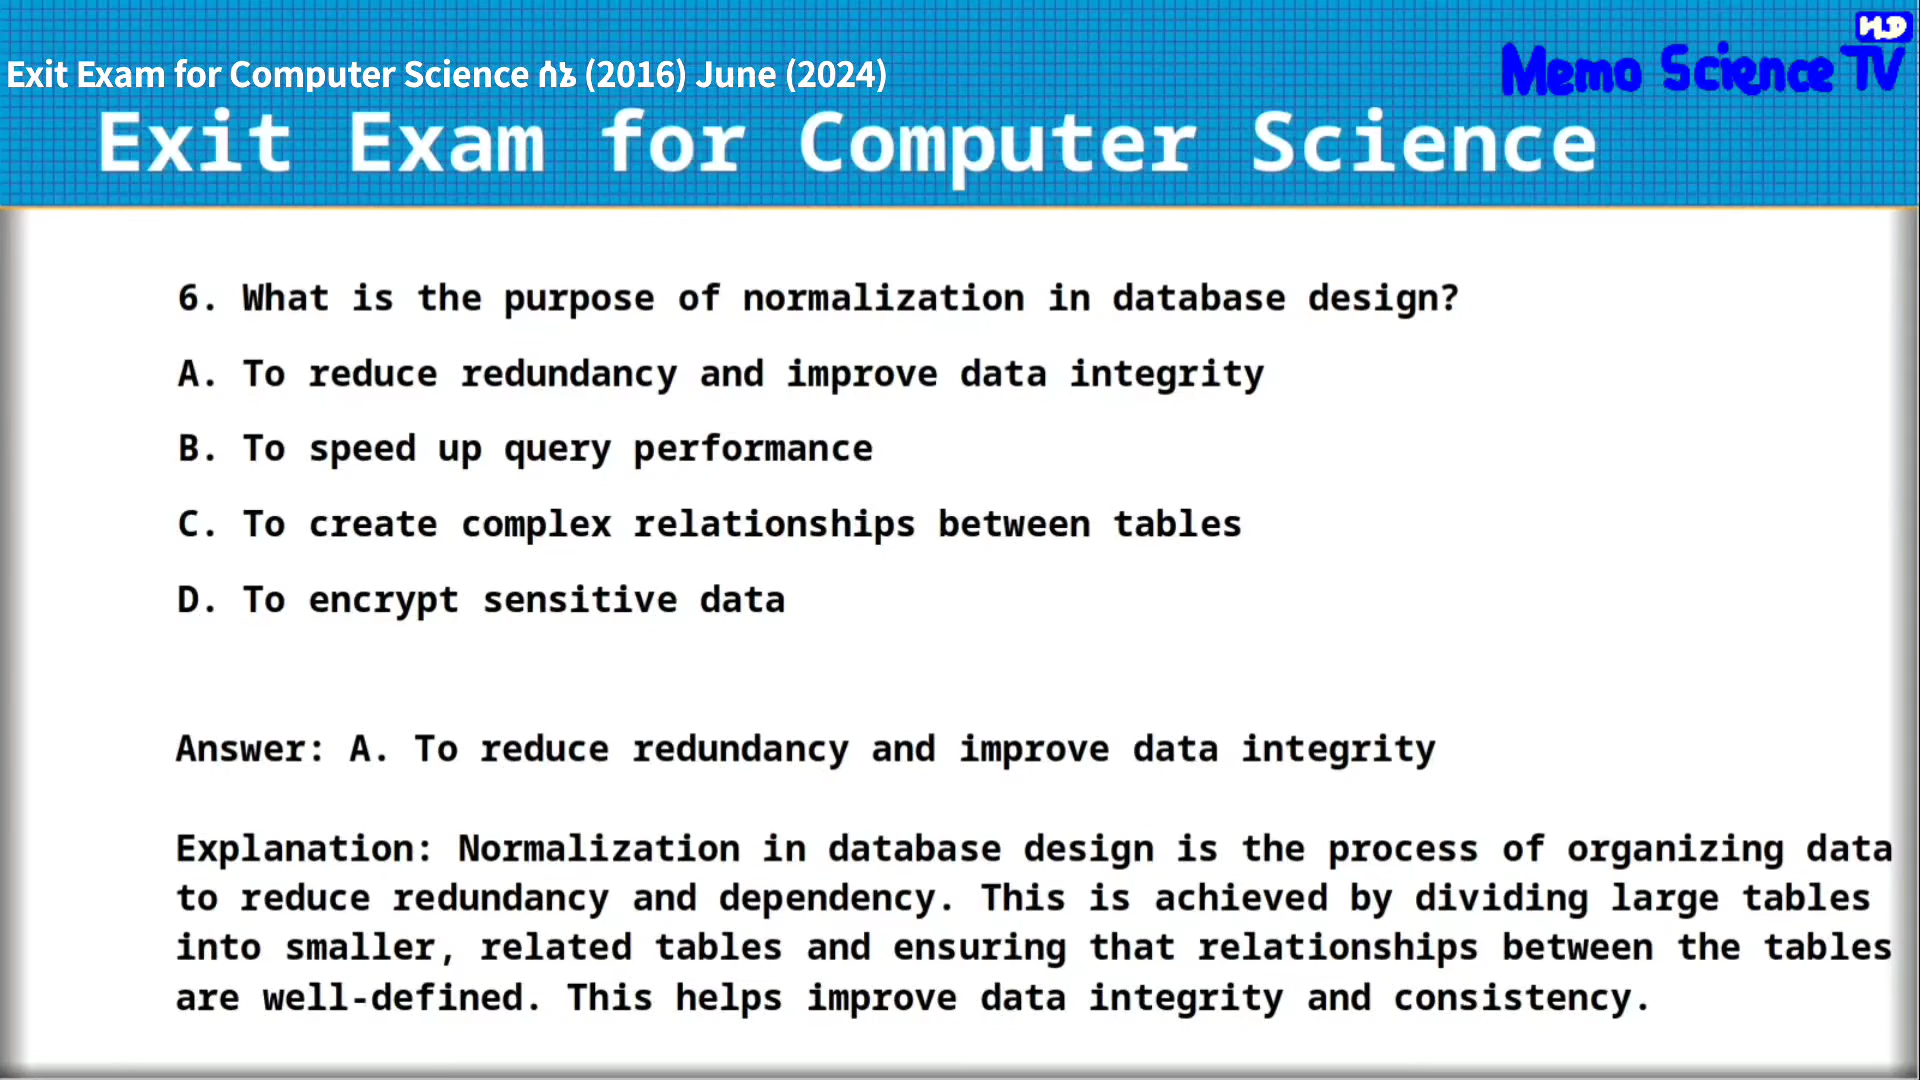 HD
Exit Exam for Computer Science ሰኔ (2016) June (2024)
Memo Science TV
Exit Exam for Computer Science
6. What is the purpose of normalization in database design?
A. To reduce redundancy and improve data integrity
B. To speed up query performance
C. To create complex relationships between tables
D. To encrypt sensitive data
Answer: A. To reduce redundancy and improve data integrity
Explanation: Normalization in database design is the process of organizing data
to reduce redundancy and dependency. This is achieved by dividing large tables
into smaller, related tables and ensuring that relationships between the tables
are well-defined. This helps improve data integrity and consistency.